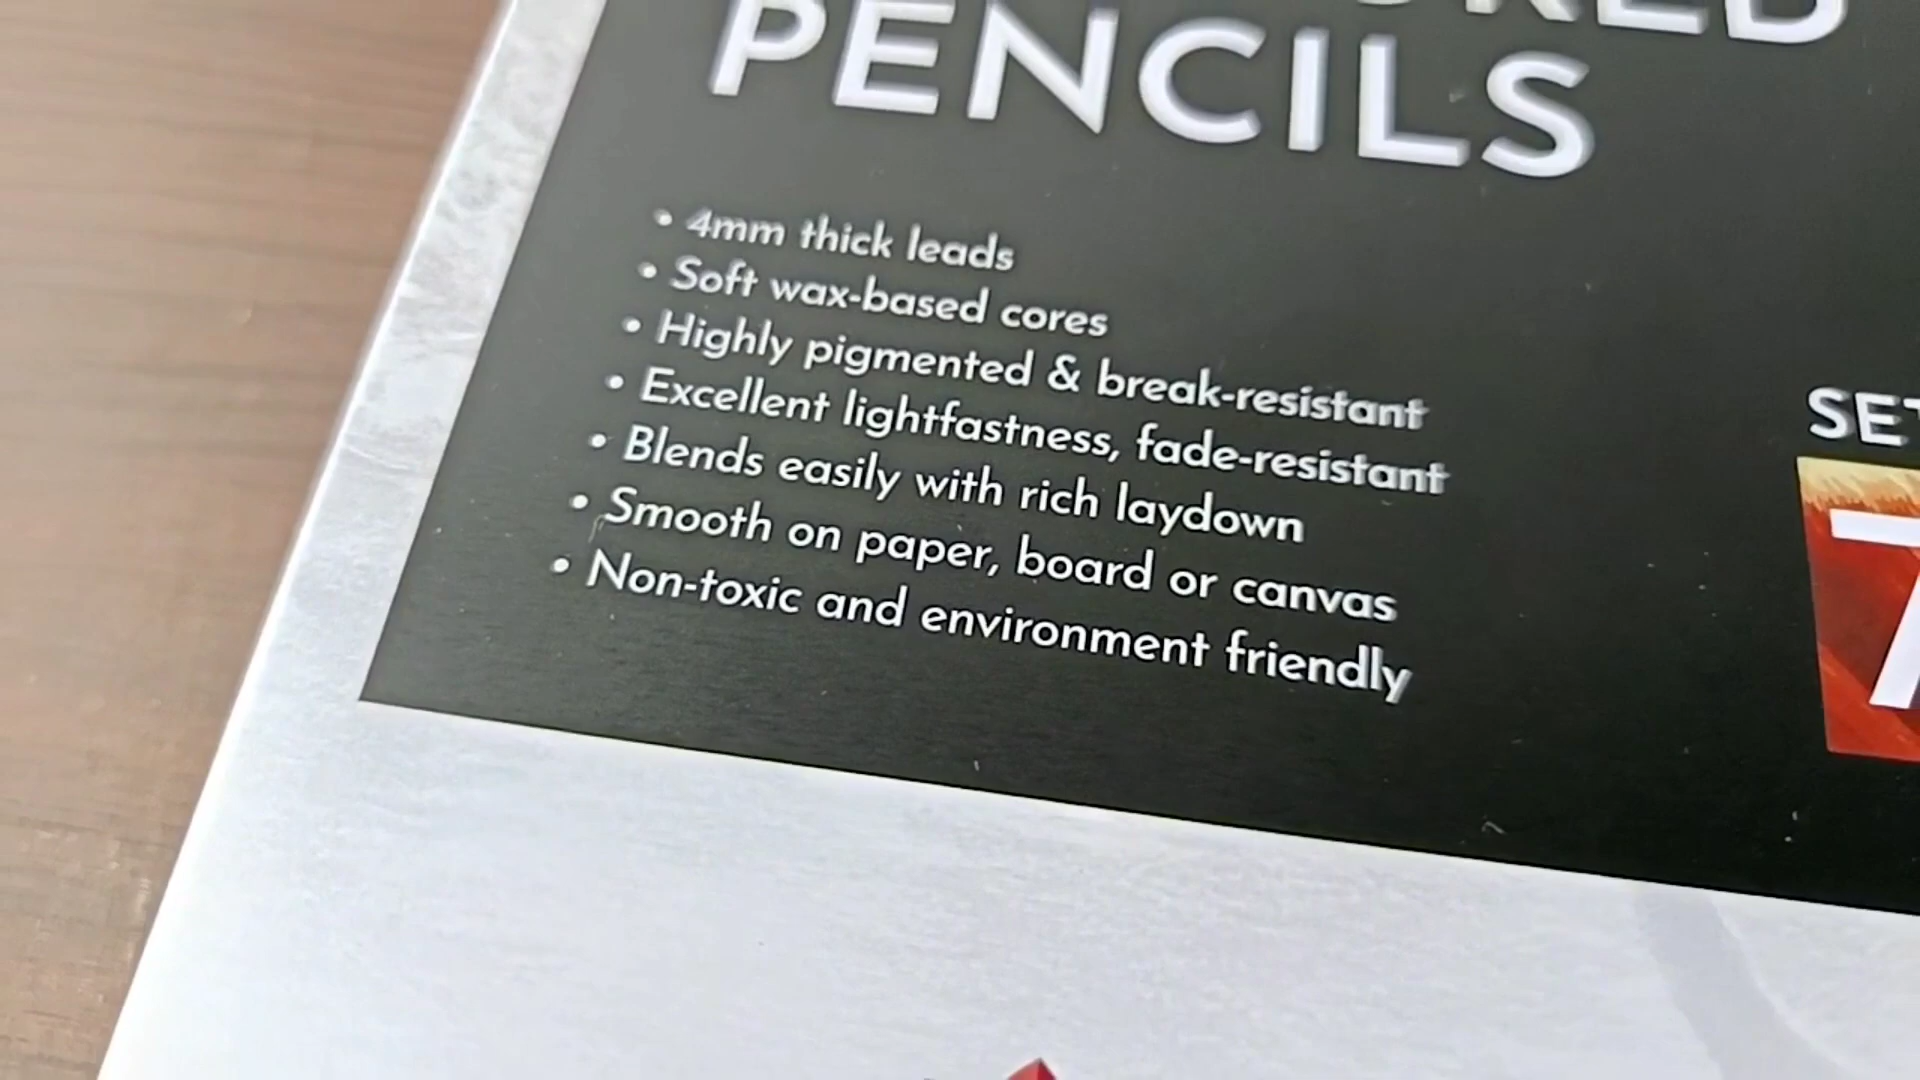 PENCILS
• 4mm thick leads
• Soft wax-based cores
• Highly pigmented & break-resistant
• Excellent lightfastness, fade-resistant
• Blends easily with rich laydown
• Smooth on paper, board or canvas
• Non-toxic and environment friendly